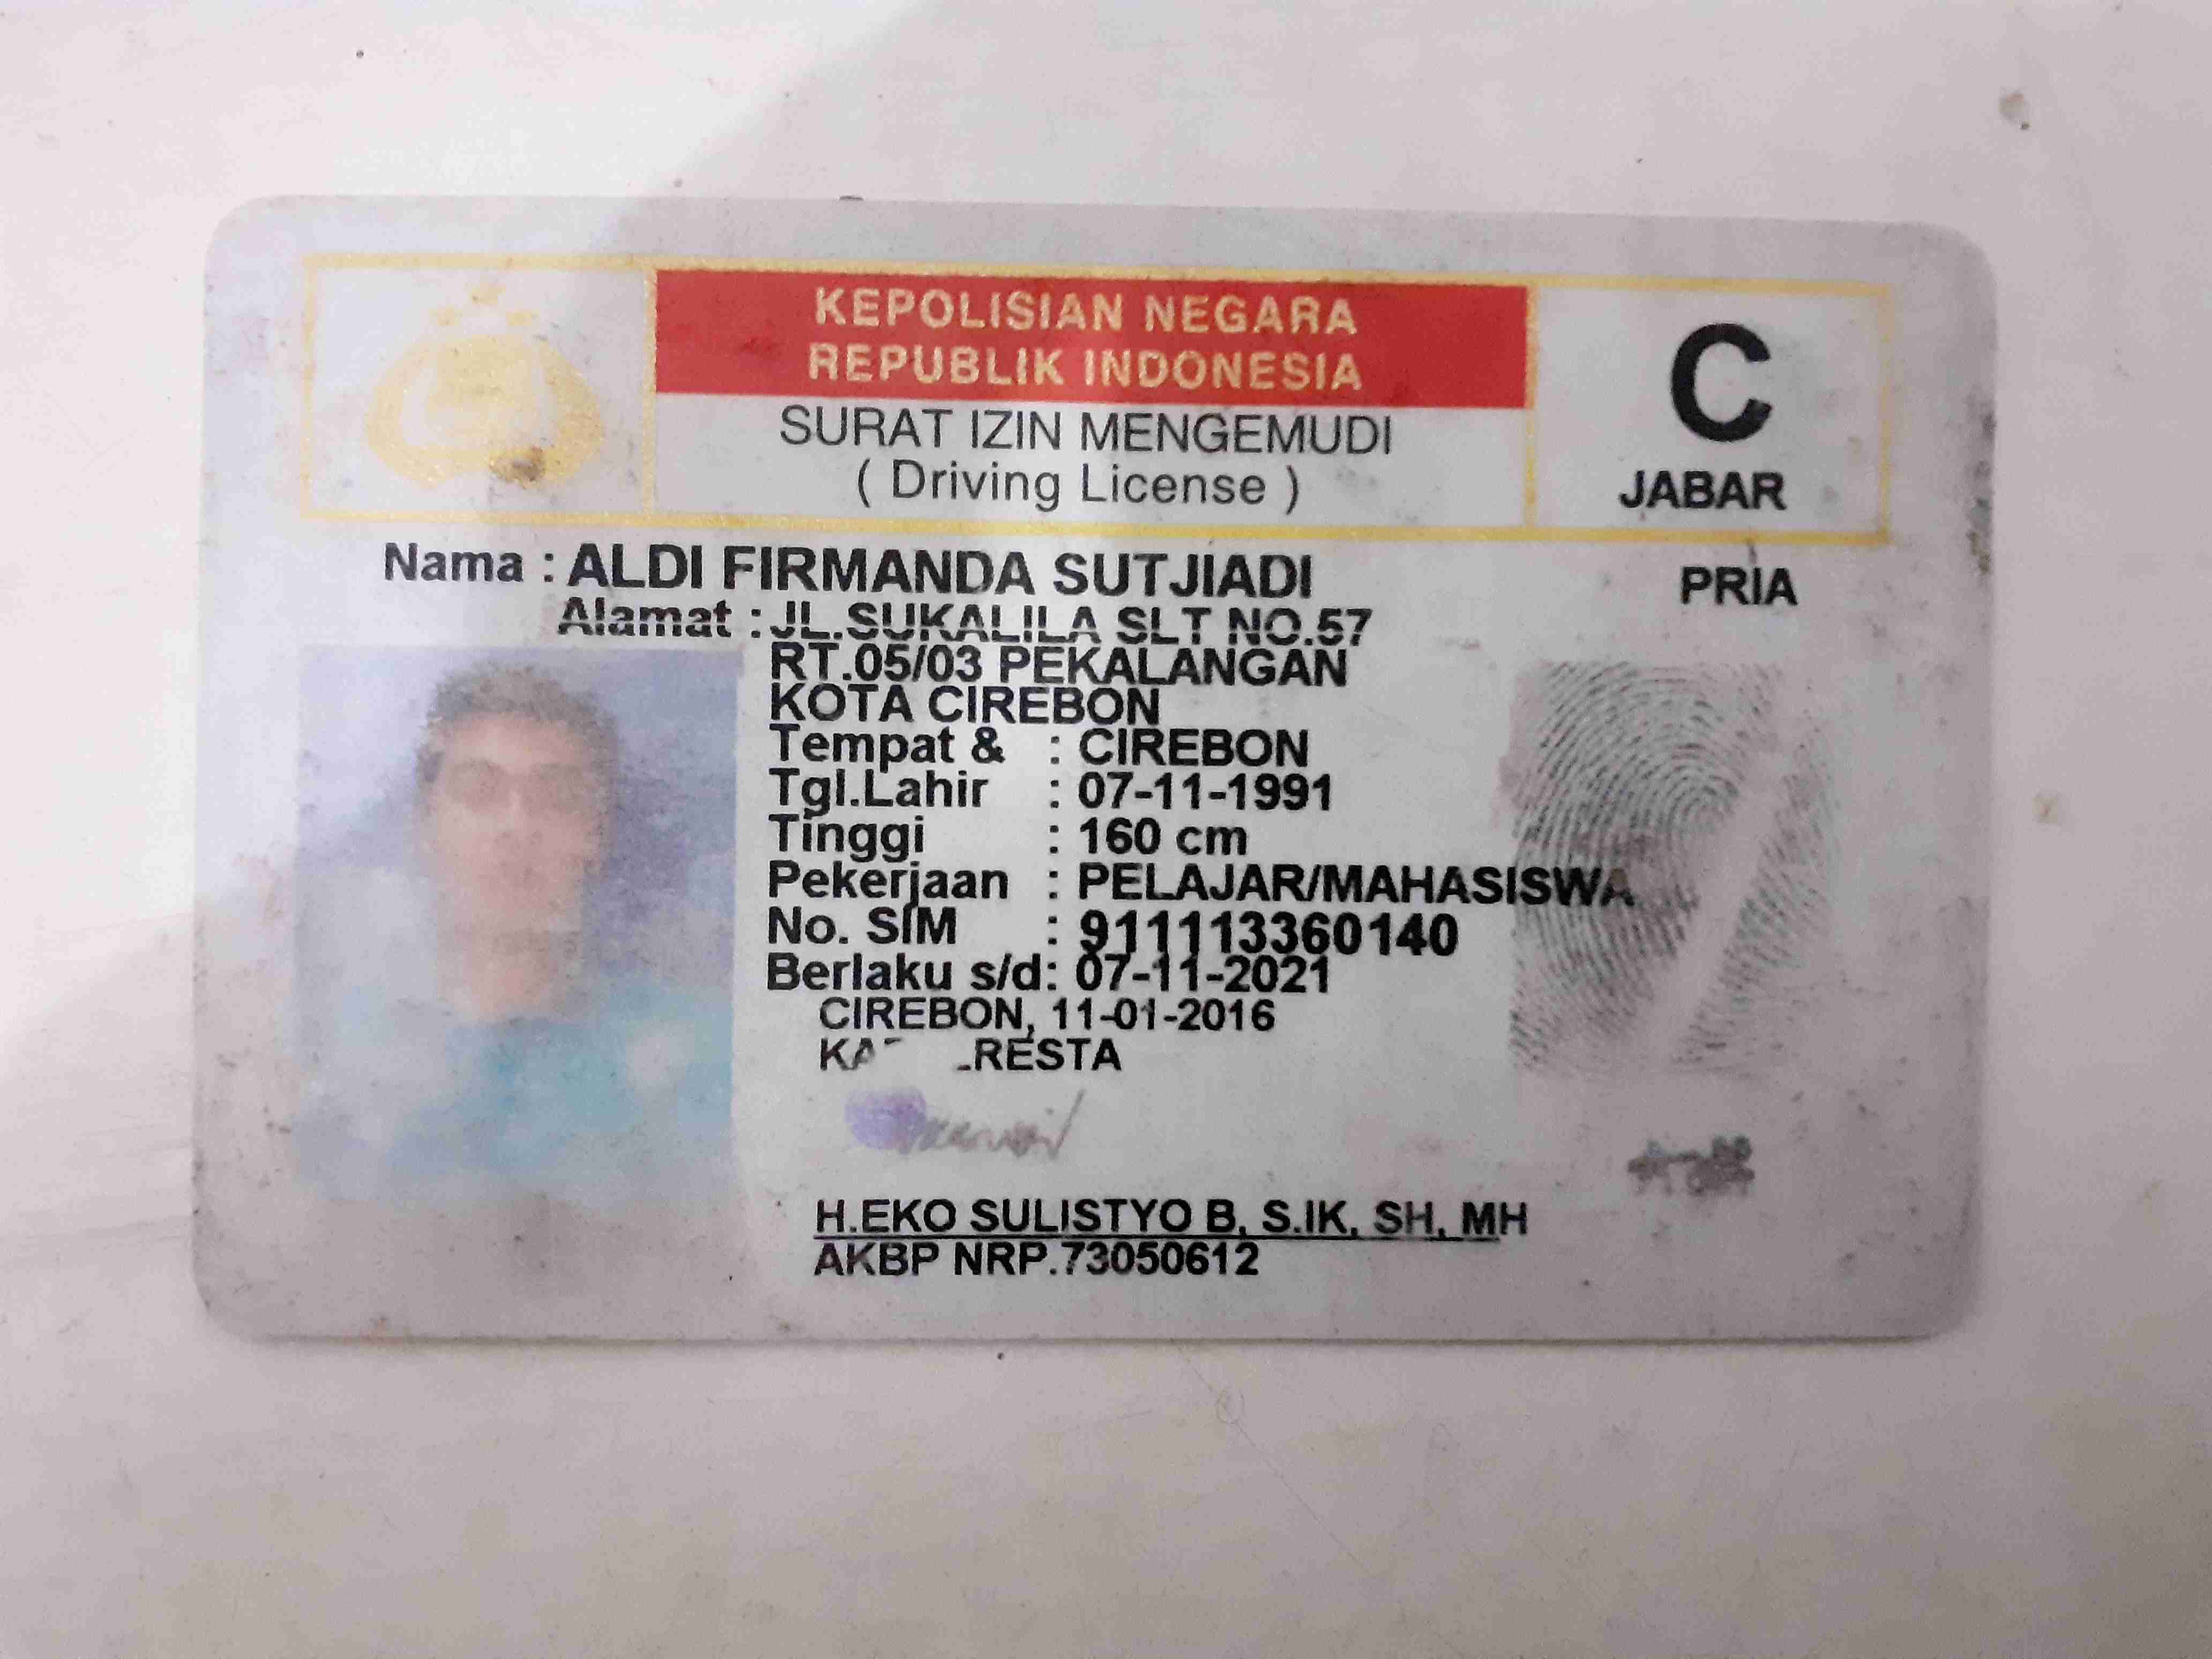 KEPOLISIAN NEGARA
REPUBLIK INDONESIA
SURAT IZIN MENGEMUDI
( Driving License )
C
JABAR
Nama : ALDI FIRMANDA SUTJIADI
PRIA
Alamat : JL.SUKALILA SLT NO.57
RT.05/03 PEKALANGAN
KOTA CIREBON
Tempat & : CIREBON
Tgl.Lahir : 07-11-1991
Tinggi : 160 cm
Pekerjaan : PELAJAR/MAHASISWA
No. SIM : 911113360140
Berlaku s/d: 07-11-2021
CIREBON, 11-01-2016
H.EKO SULISTYO B, S.IK, SH, MH
AKBP NRP.73050612